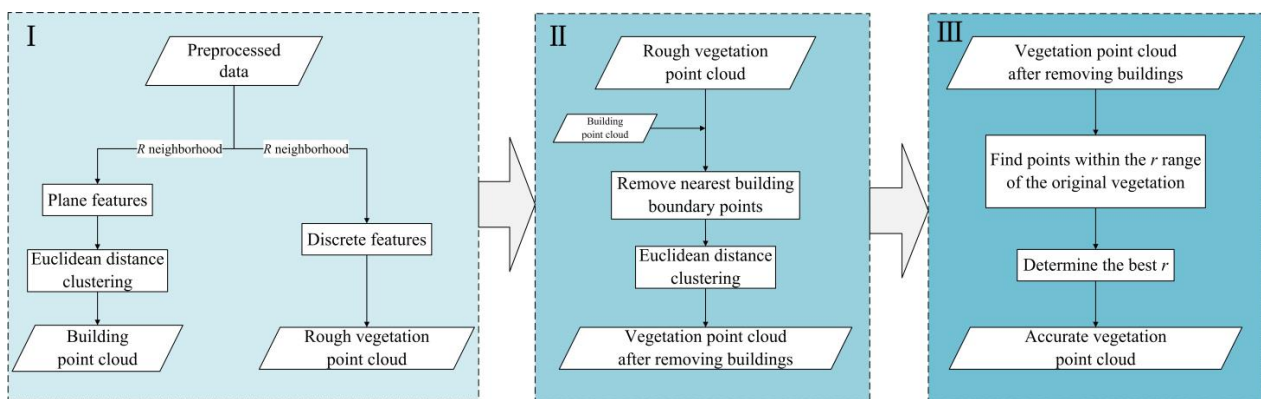 I
Preprocessed
data
R neighborhood
R neighborhood
Plane features
Discrete features
Euclidean distance
clustering
Building
point cloud
Rough vegetation
point cloud
II
Rough vegetation
point cloud
Building
point cloud
Remove nearest building
boundary points
Euclidean distance
clustering
Vegetation point cloud
after removing buildings
III
Vegetation point cloud
after removing buildings
Find points within the r range
of the original vegetation
Determine the best r
Accurate vegetation
point cloud